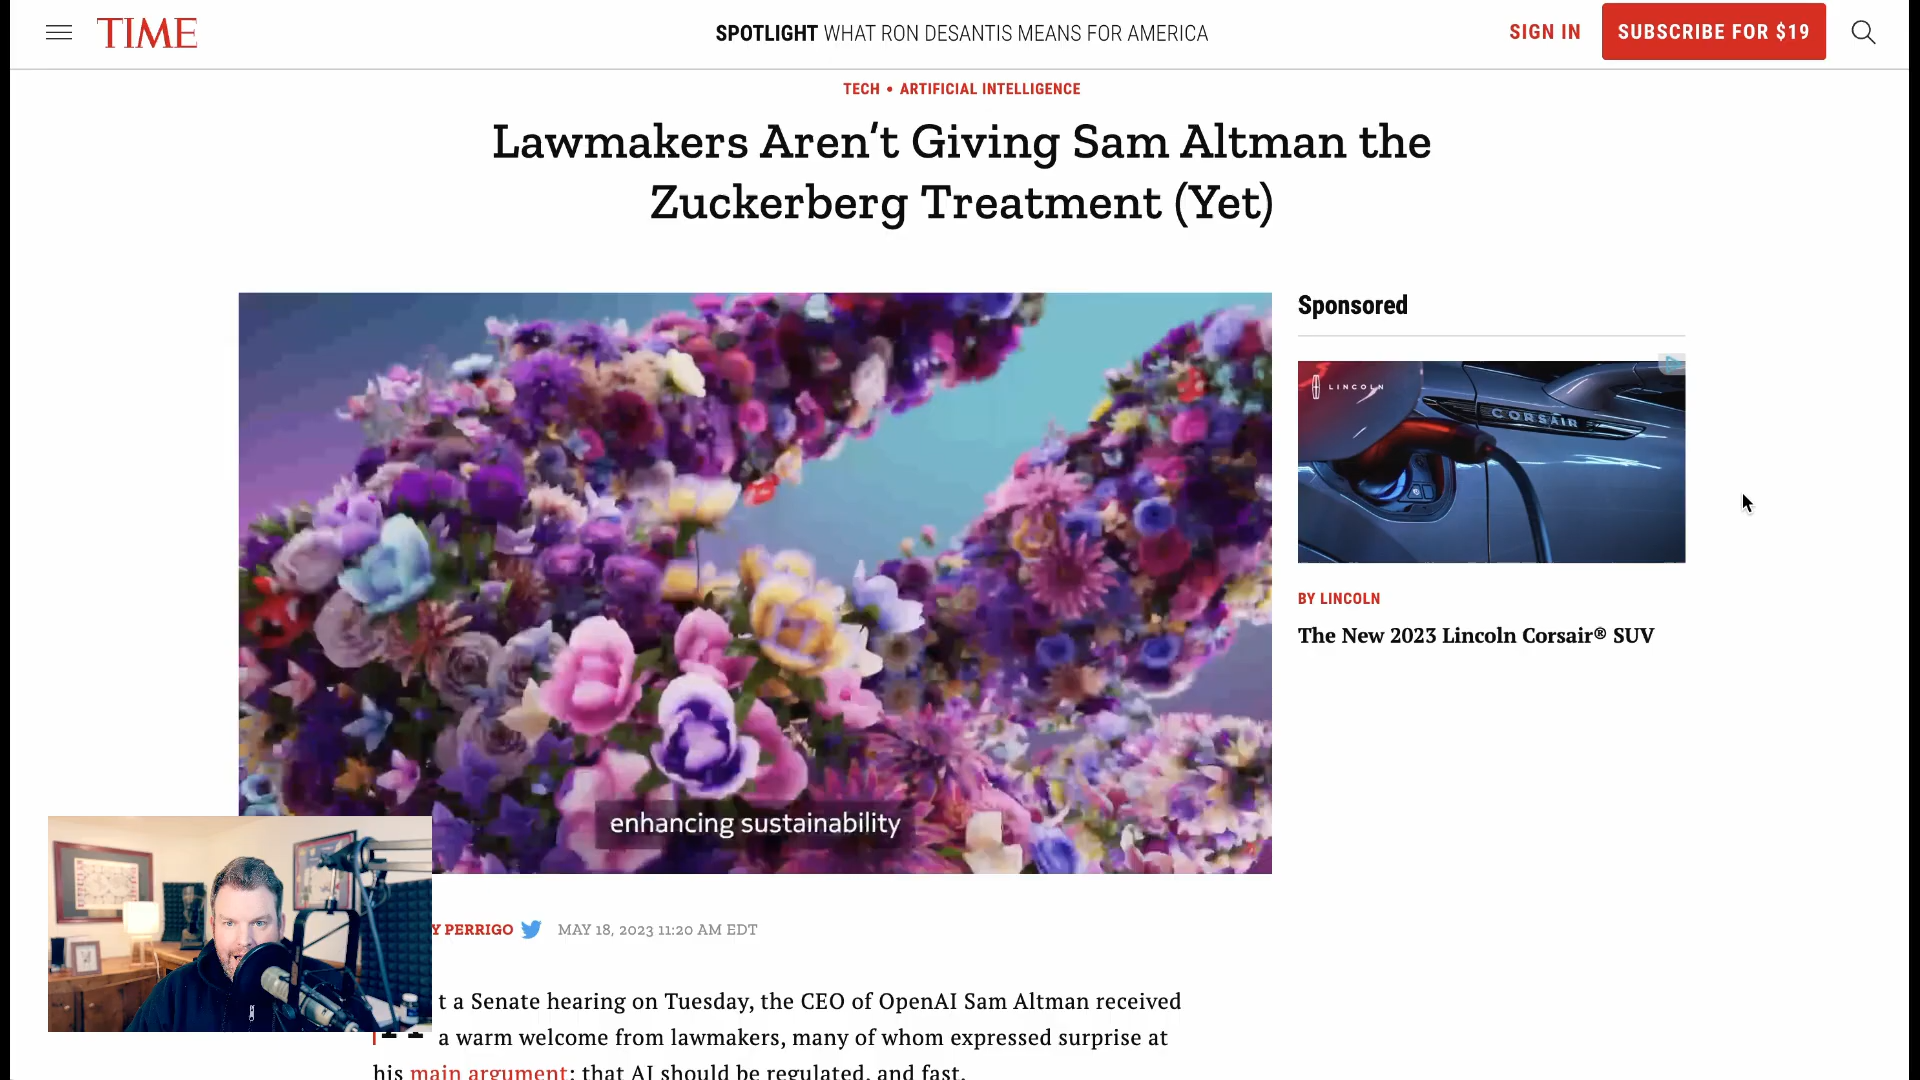 TIME
SPOTLIGHT WHAT RON DESANTIS MEANS FOR AMERICA
SIGN IN
SUBSCRIBE FOR $19
TECH • ARTIFICIAL INTELLIGENCE
Lawmakers Aren’t Giving Sam Altman the
Zuckerberg Treatment (Yet)
enhancing sustainability
Sponsored
LINCOLN
CORSAIR
BY LINCOLN
The New 2023 Lincoln Corsair® SUV
Y PERRIGO
MAY 18, 2023 11:20 AM EDT
t a Senate hearing on Tuesday, the CEO of OpenAI Sam Altman received
a warm welcome from lawmakers, many of whom expressed surprise at
his main argument: that AI should be regulated, and fast.